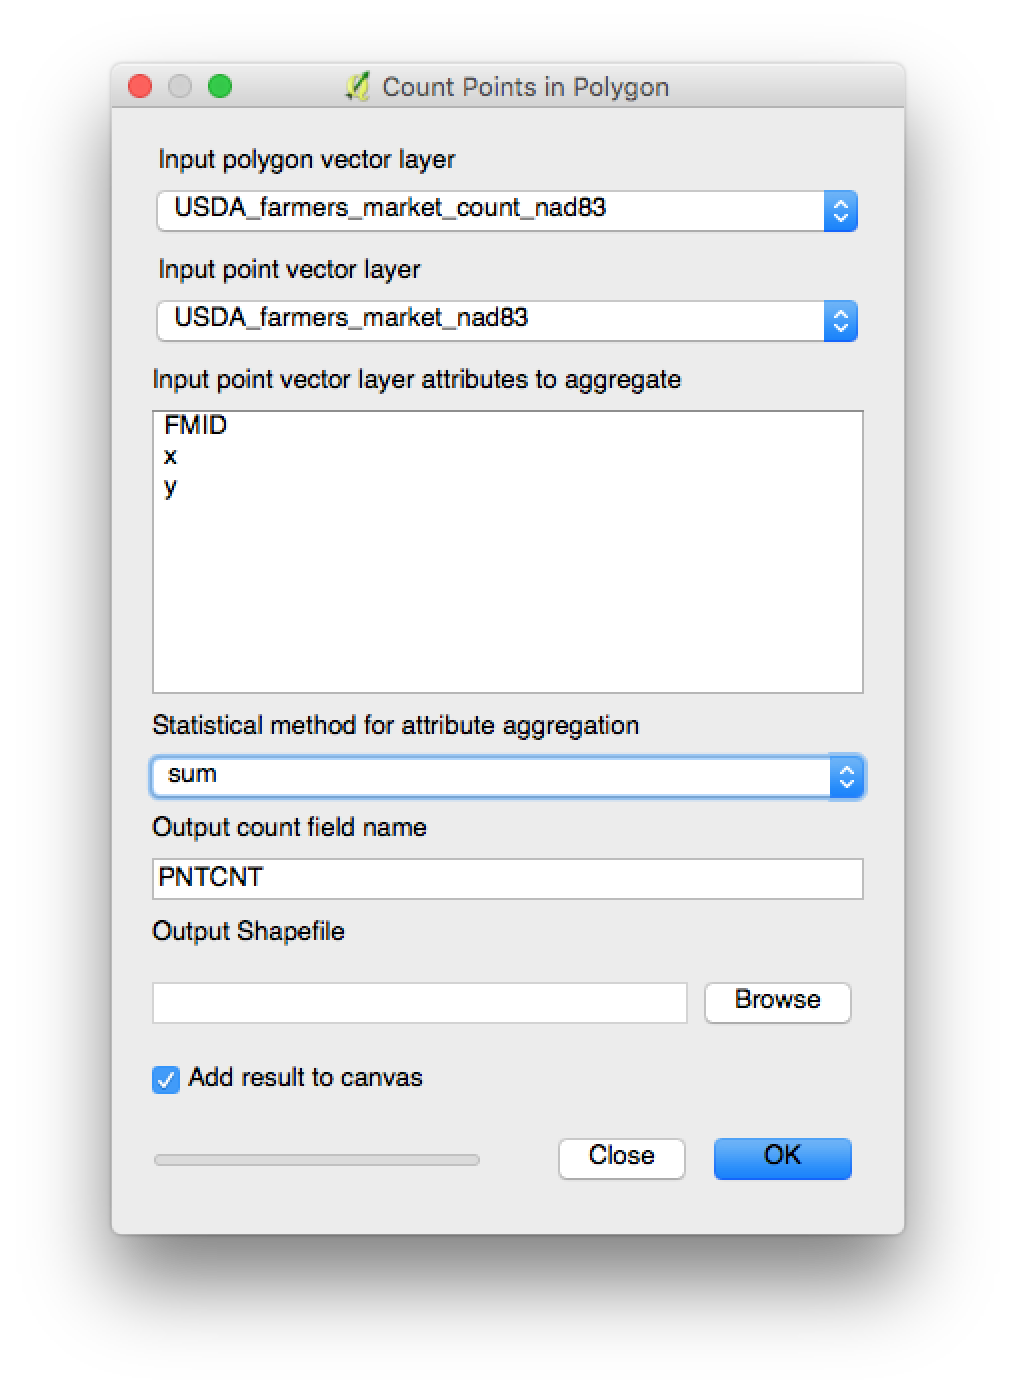 Count Points in Polygon
Input polygon vector layer
USDA_farmers_market_count_nad83
Input point vector layer
USDA_farmers_market_nad83
Input point vector layer attributes to aggregate
FMID
x
y
Statistical method for attribute aggregation
sum
Output count field name
PNTCNT
Output Shapefile
Browse
Add result to canvas
Close
OK